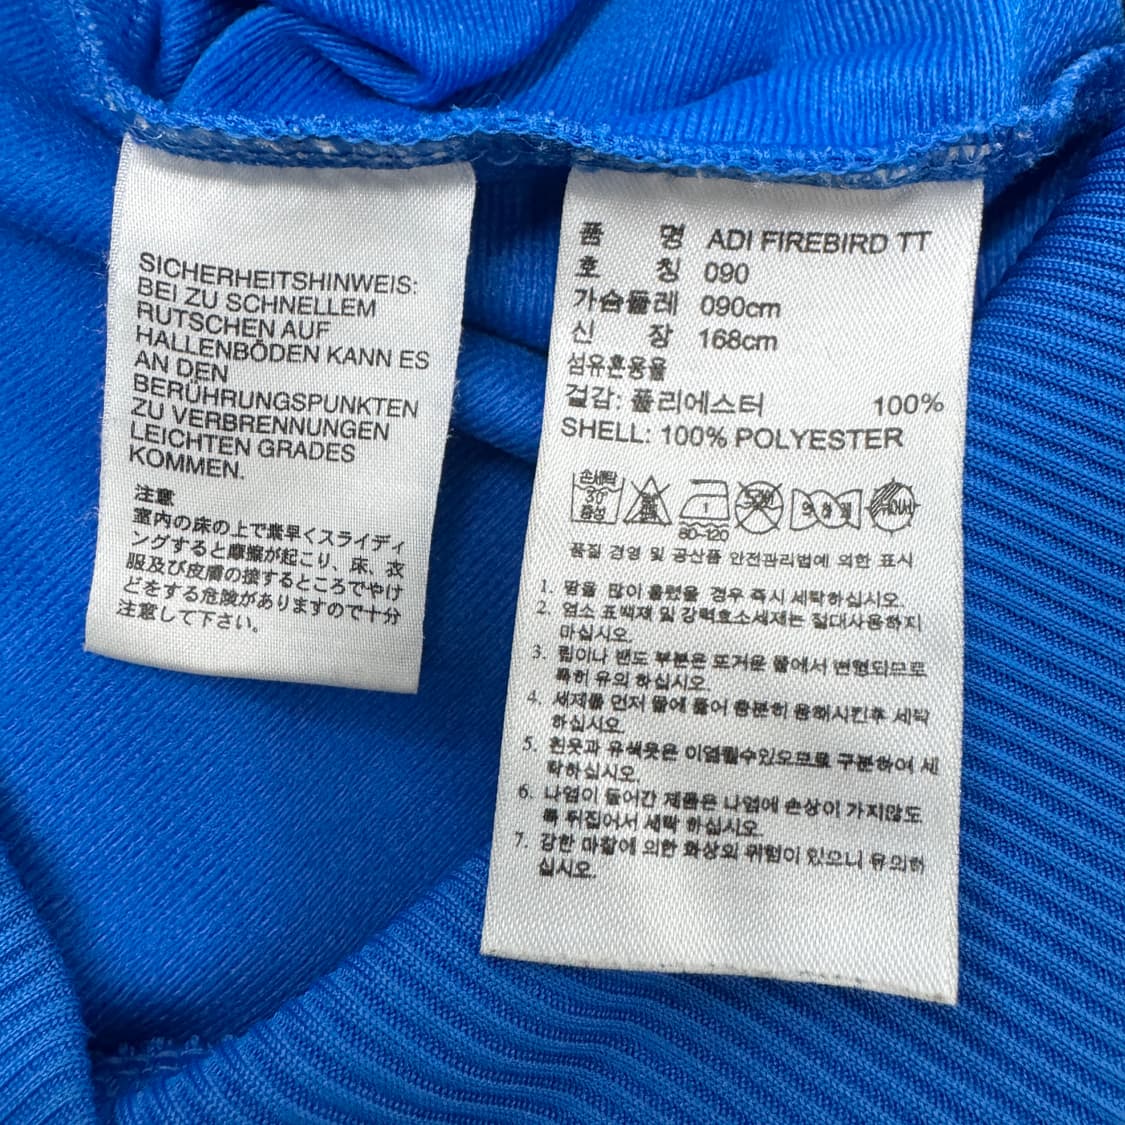 SICHERHEITSHINWEIS:
BEI ZU SCHNELLEM
RUTSCHEN AUF
HALLENBÖDEN KANN ES
AN DEN
BERÜHRUNGSPUNKTEN
ZU VERBRENNUNGEN
LEICHTEN GRADES
KOMMEN.
注意
室内の床の上で素早くスライディ
ングすると摩擦が起こり、床、衣
服及び皮膚の接するところでやけ
どをする危険がありますので十分
注意して下さい。
품 명 ADI FIREBIRD TT
호 칭 090
가슴둘레 090cm
신 장 168cm
섬유혼용율
겉감: 폴리에스터 100%
SHELL: 100% POLYESTER
손세탁
30
중성
80-120
품질 경영 및 공산품 안전관리법에 의한 표시
1. 땀을 많이 흘렸을 경우 즉시 세탁하십시오.
2. 염소 표백제 및 강력효소세제는 절대사용하지
마십시오.
3. 립이나 밴드 부분은 뜨거운 물에서 변형되므로
특히 유의 하십시오.
4. 세제를 먼저 물에 풀어 충분히 용해시킨후 세탁
하십시오.
5. 흰옷과 유색옷은 이염될수있으므로 구분하여 세
탁하십시오.
6. 나염이 들어간 제품은 나염에 손상이 가지않도
록 뒤집어서 세탁 하십시오.
7. 강한 마찰에 의한 화상의 위험이 있으니 유의하
십시오.